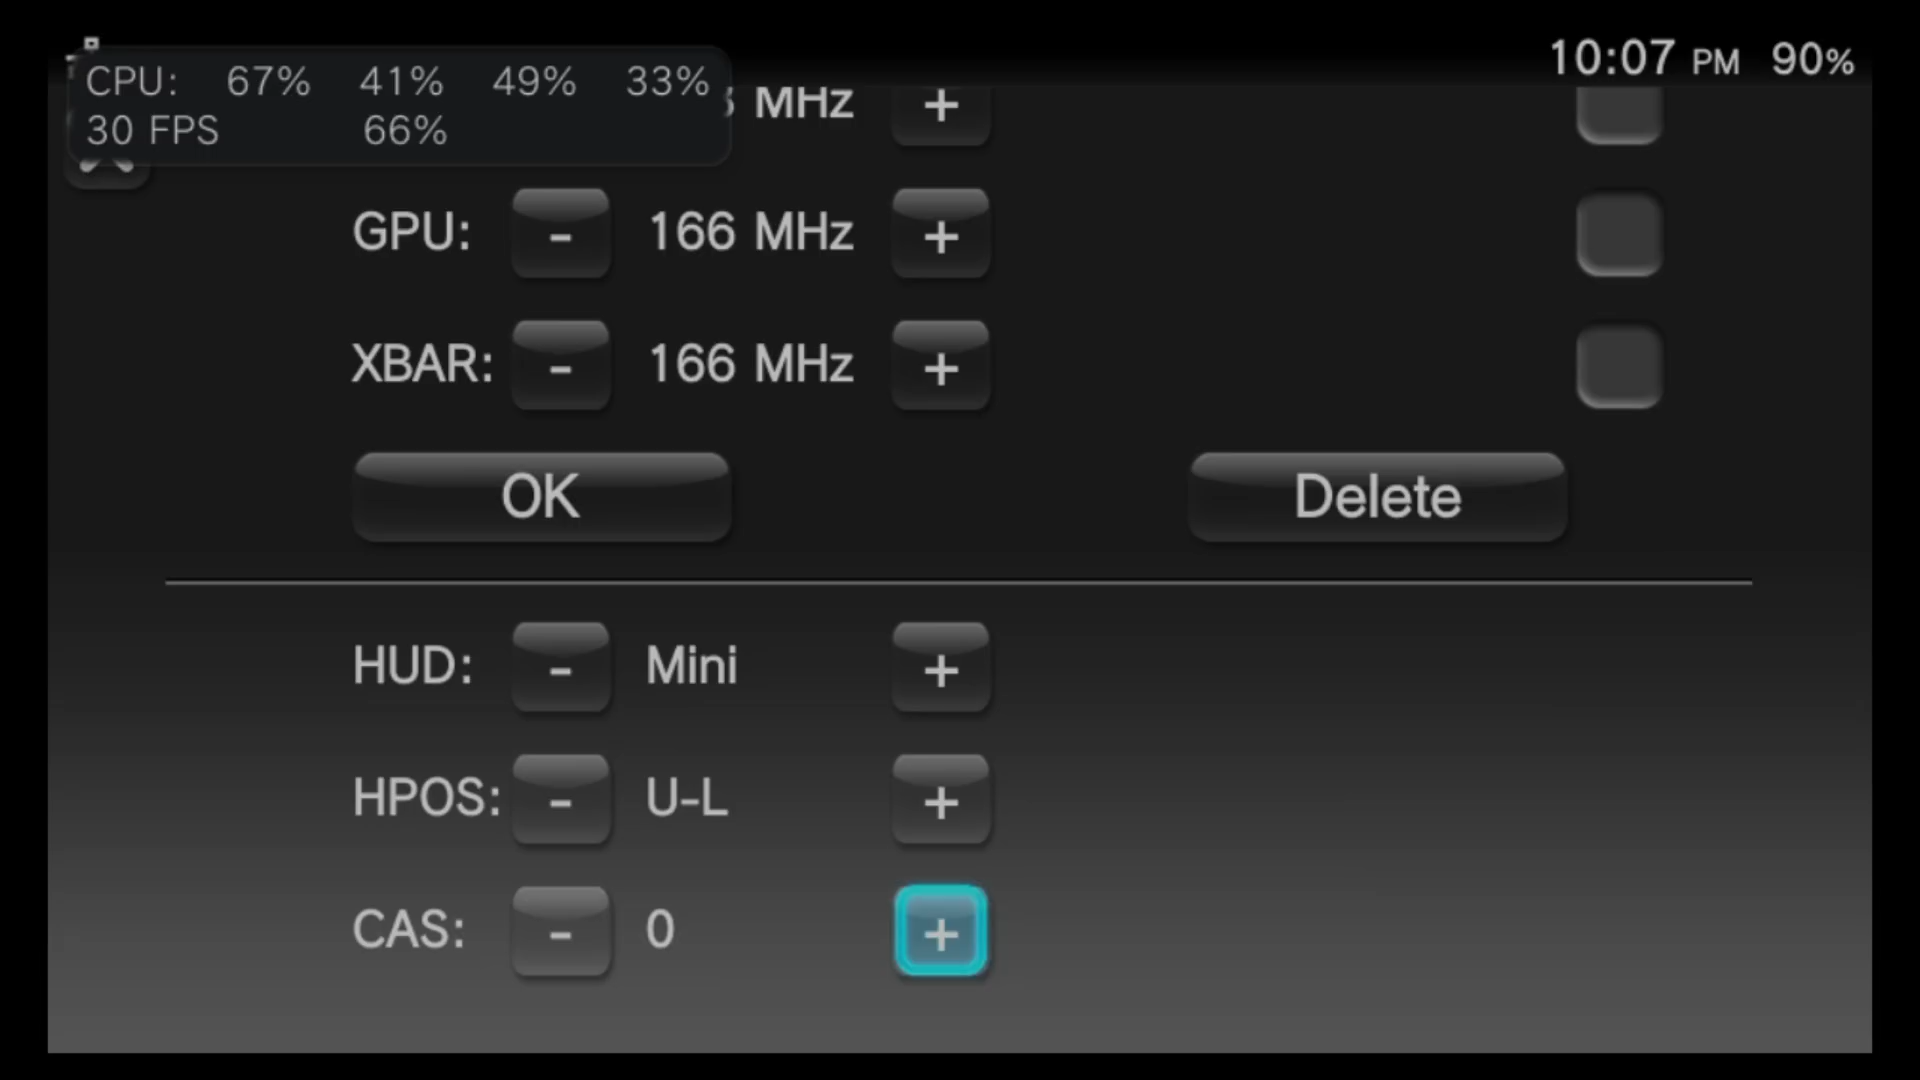 10:07 PM 90%
CPU: 67% 41% 49% 33%
30 FPS 66%
MHz +
GPU: - 166 MHz +
XBAR: - 166 MHz +
OK Delete
HUD: - Mini +
HPOS: - U-L +
CAS: - 0 +